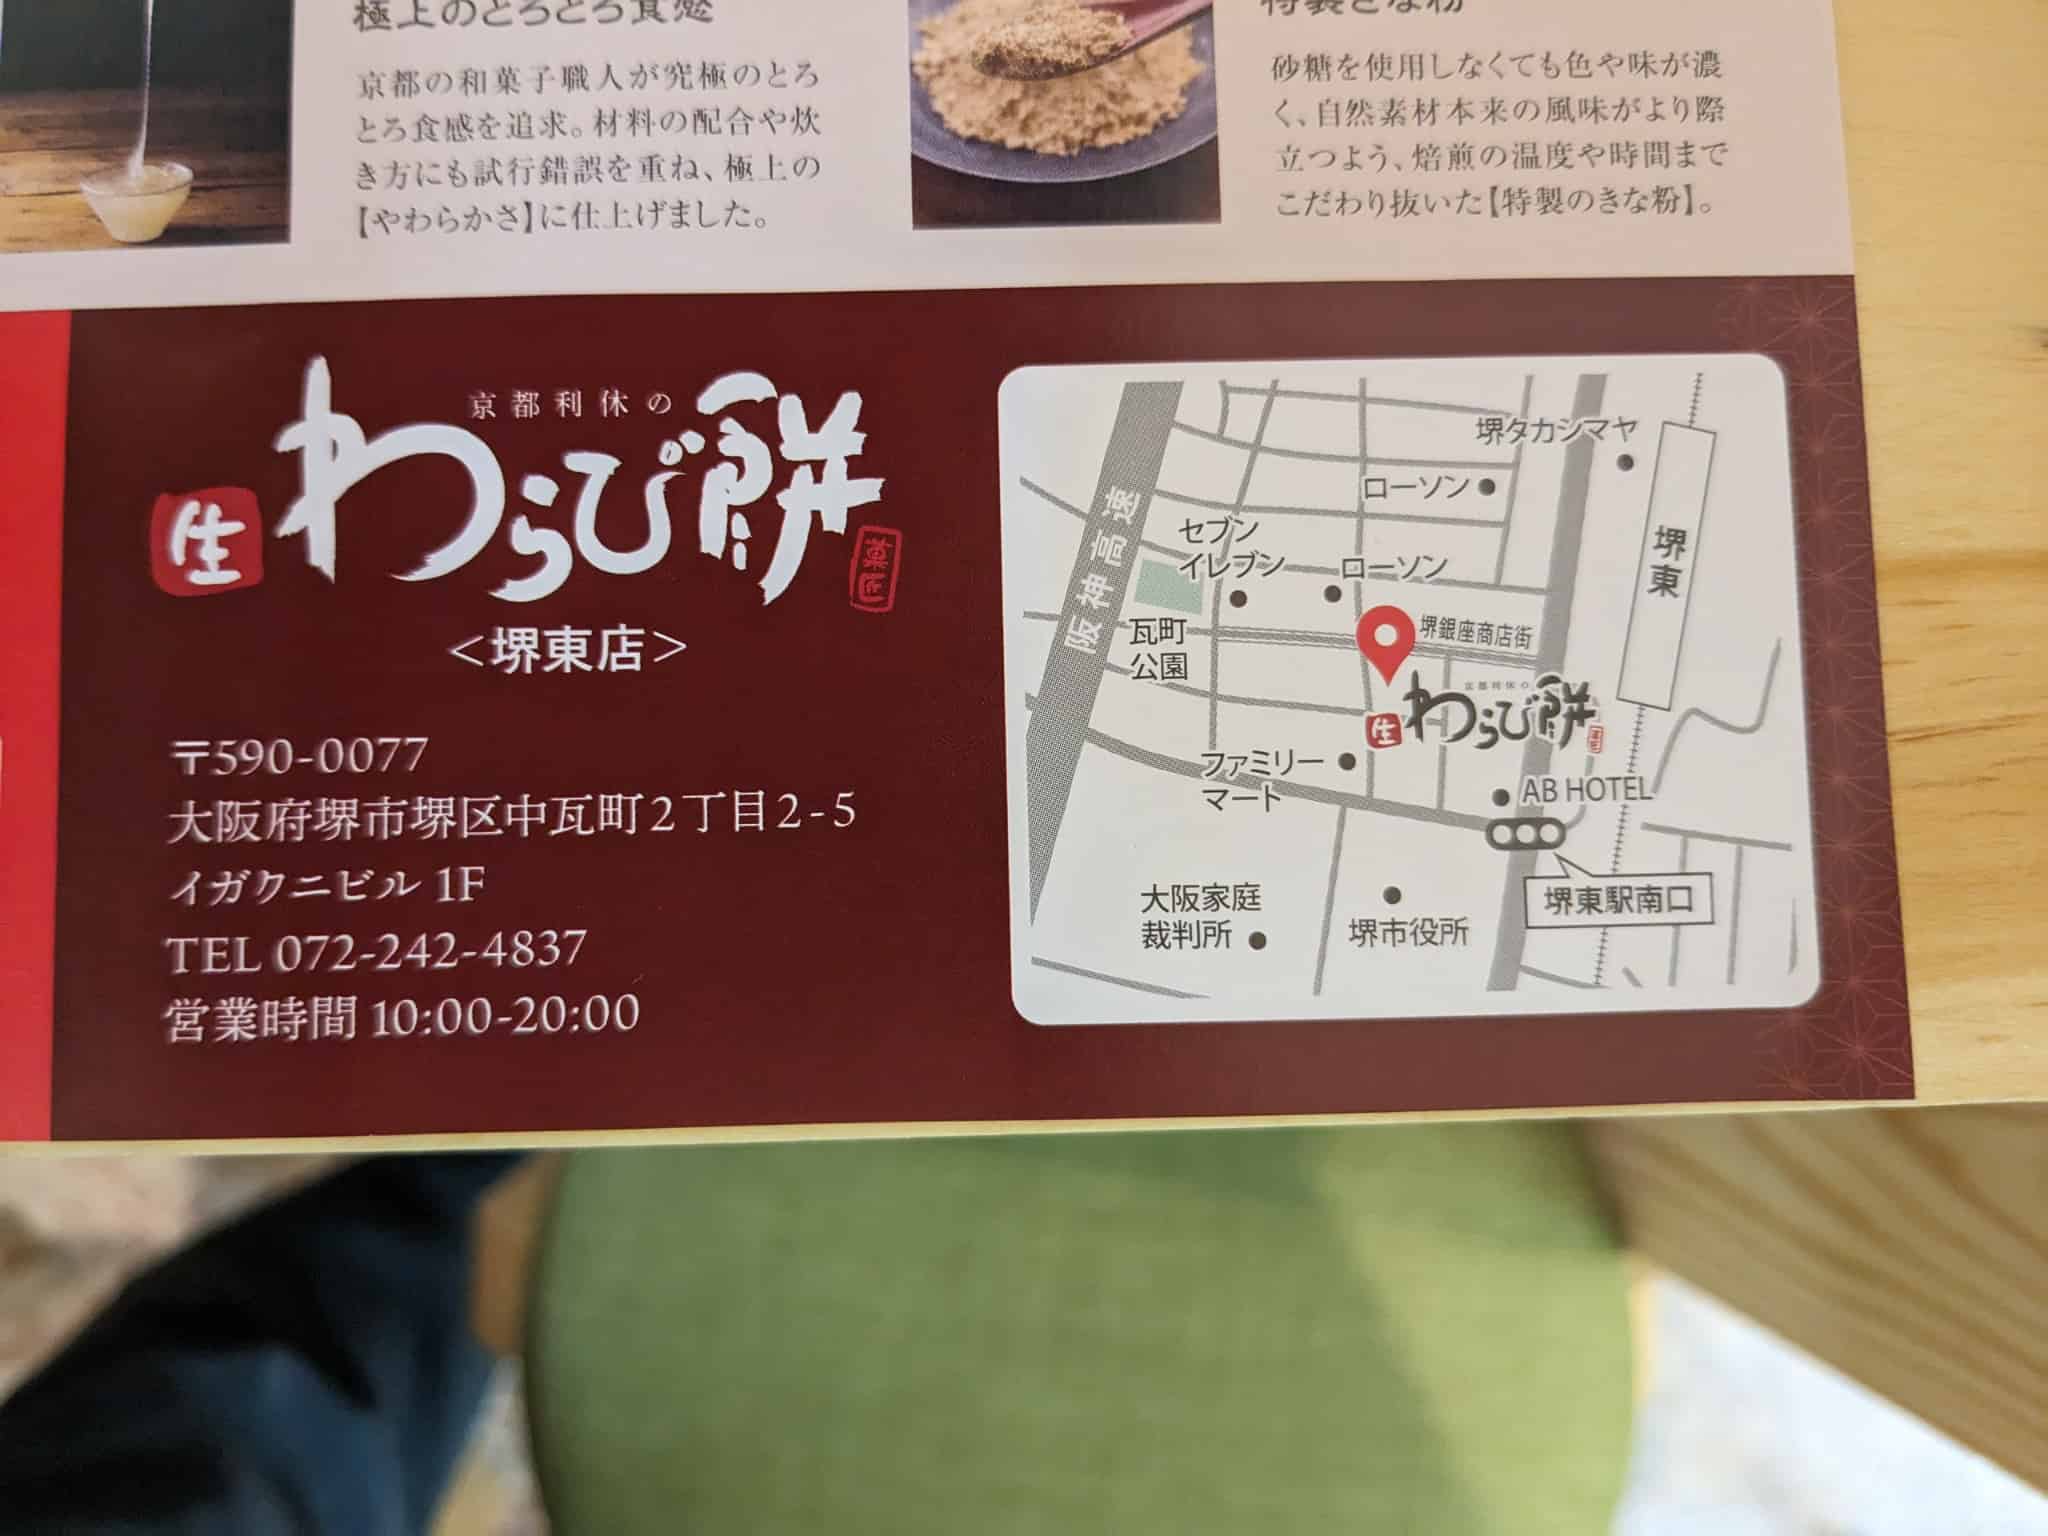 極上のとろとろ食感
京都の和菓子職人が究極のとろ
とろ食感を追求。材料の配合や炊
き方にも試行錯誤を重ね、極上の
【やわらかさ】に仕上げました。
特製きな粉
砂糖を使用しなくても色や味が濃
く、自然素材本来の風味がより際
立つよう、焙煎の温度や時間まで
こだわり抜いた【特製のきな粉】。
京都利休の
生わらび餅
<堺東店>
〒590-0077
大阪府堺市堺区中瓦町2丁目2-5
イガクニビル 1F
TEL 072-242-4837
営業時間 10:00-20:00
堺タカシマヤ
ローソン
阪神高速
セブン
イレブン
ローソン
堺東
瓦町
公園
堺銀座商店街
京都利休の
生わらび餅
ファミリー
マート
AB HOTEL
堺東駅南口
大阪家庭
裁判所
堺市役所